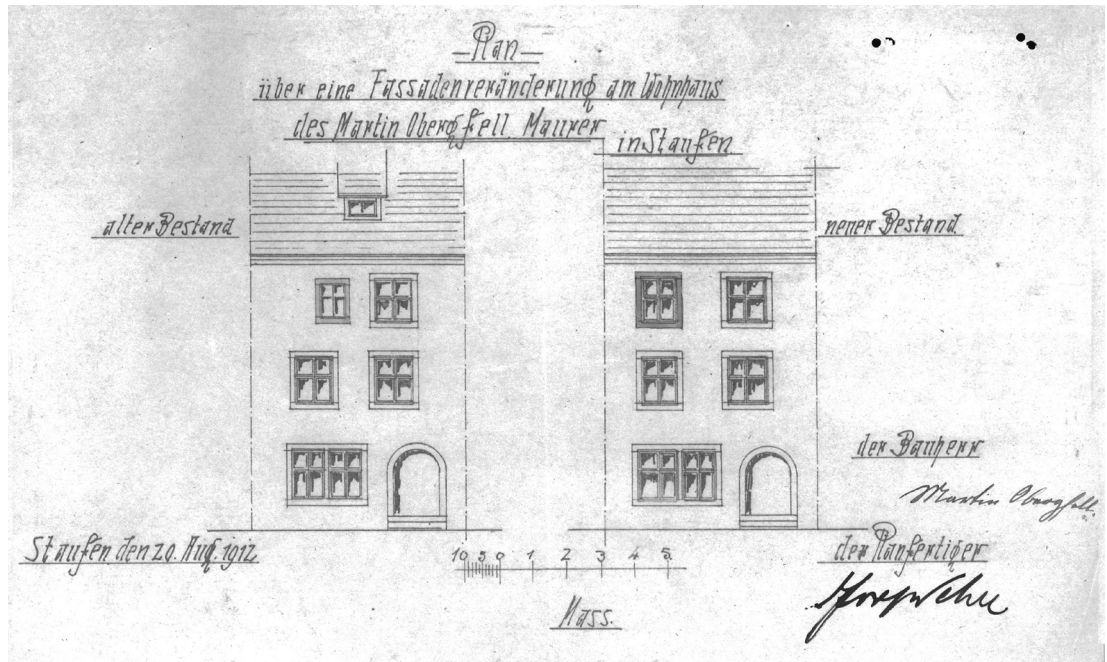 Plan
über eine Fassadenveränderung am Wohnhaus
des Martin Obergfell Maurer
in Staufen
alter Bestand
neuer Bestand.
der Bauherr
Martin Obergfell.
Staufen den 20. Aug. 1912
10 5 0 1 2 3 4 5
der Planfertiger
Mass.